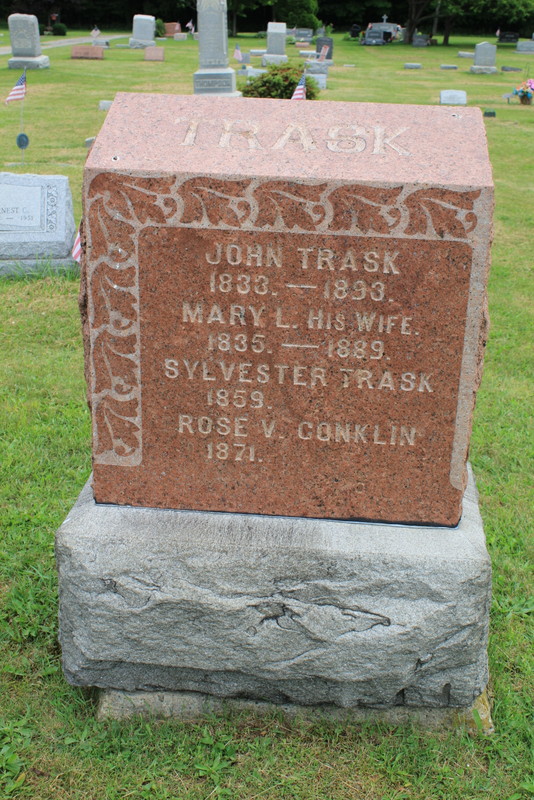 TRASK
JOHN TRASK
1833. — 1893.
MARY L. HIS WIFE.
1835. — 1889.
SYLVESTER TRASK
1859.
ROSE V. CONKLIN
1871.